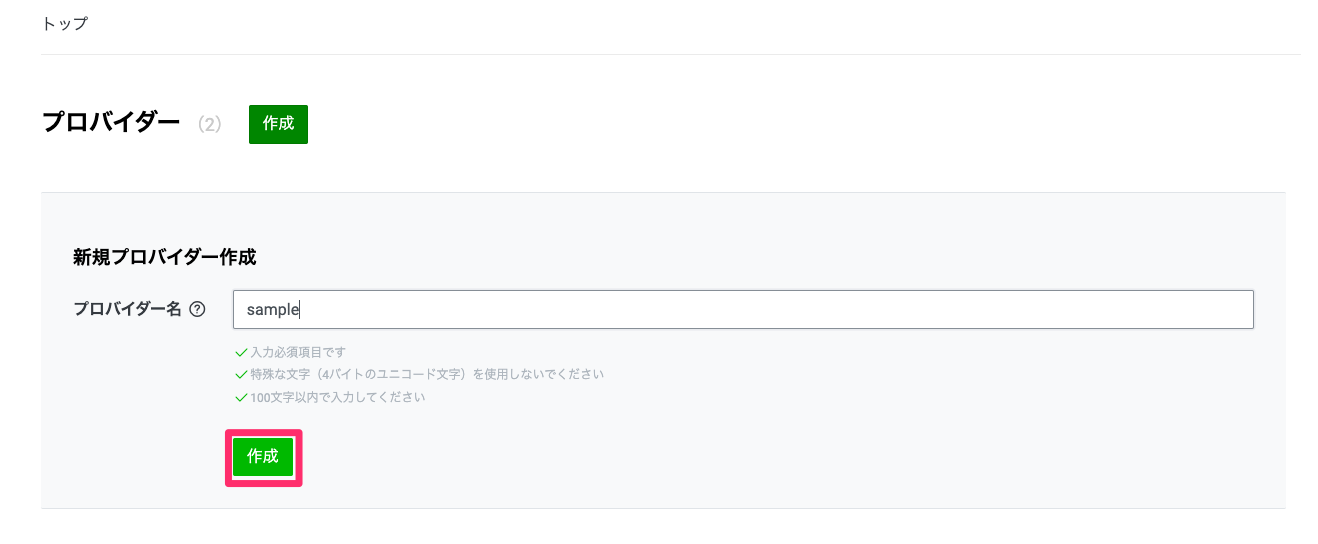 トップ
プロバイダー (2) 作成
新規プロバイダー作成
プロバイダー名 ? sample
入力必須項目です
特殊な文字（4バイトのユニコード文字）を使用しないでください
100文字以内で入力してください
作成